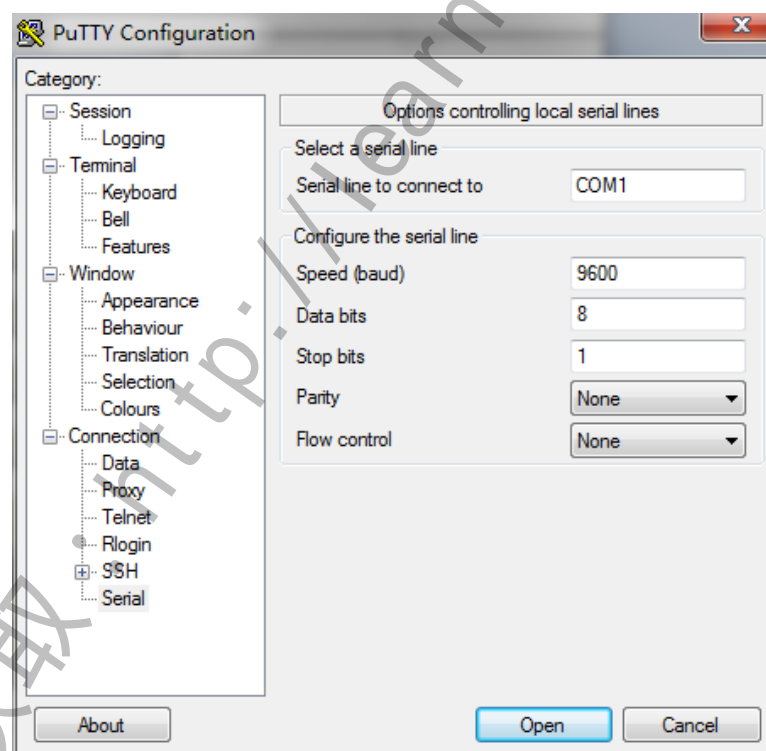 PuTTY Configuration
Category:
Session
Logging
Terminal
Keyboard
Bell
Features
Window
Appearance
Behaviour
Translation
Selection
Colours
Connection
Data
Proxy
Telnet
Rlogin
SSH
Serial
Options controlling local serial lines
Select a serial line
Serial line to connect to COM1
Configure the serial line
Speed (baud) 9600
Data bits 8
Stop bits 1
Parity None
Flow control None
About Open Cancel
取:http://learn